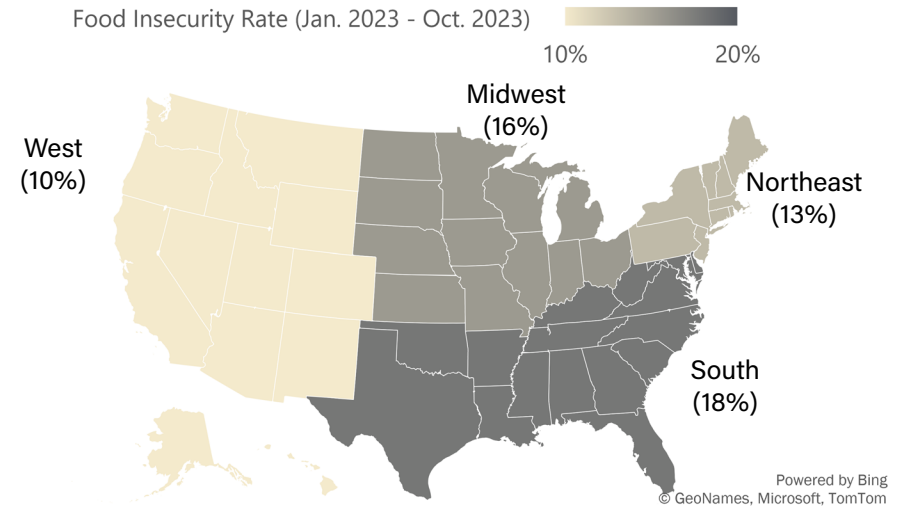 Food Insecurity Rate (Jan. 2023 - Oct. 2023)
10%
20%
Midwest
(16%)
West
(10%)
Northeast
(13%)
South
(18%)
Powered by Bing
© GeoNames, Microsoft, TomTom